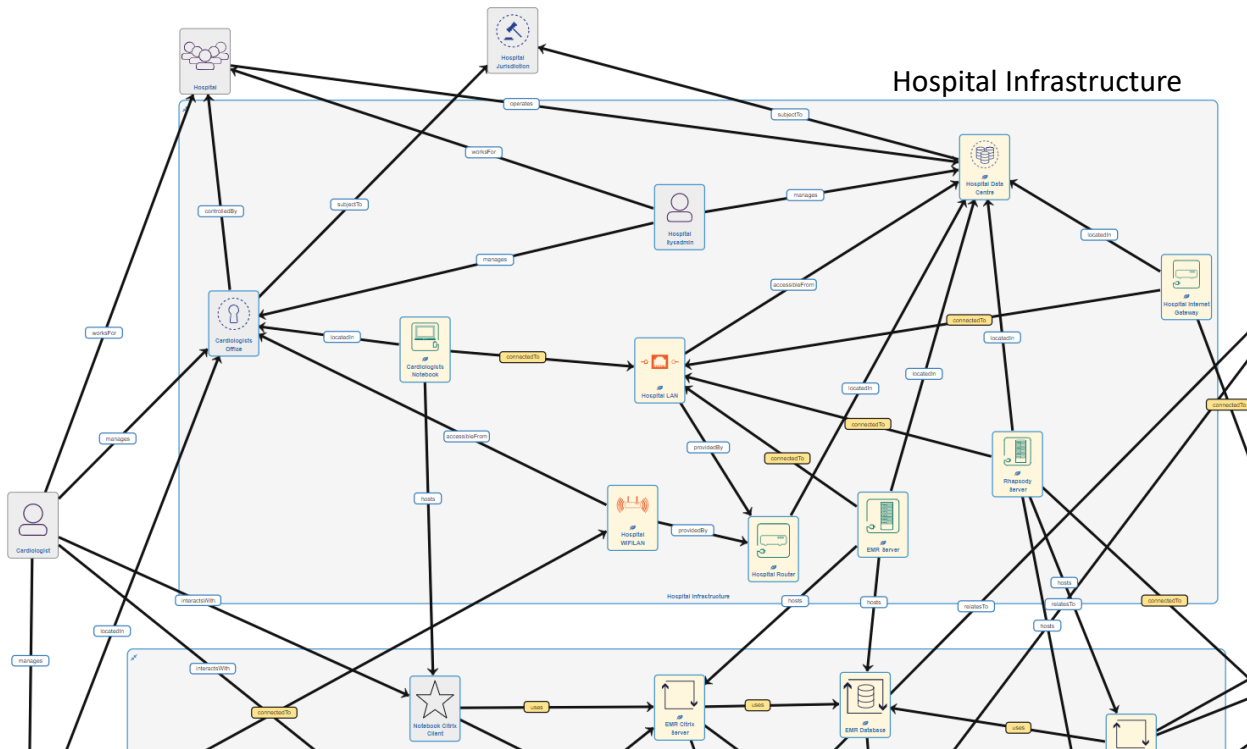 Hospital
Jurisdiction
Hospital
Hospital Infrastructure
operates
subjectTo
worksFor
Hospital Data
Centre
manages
controlledBy
subjectTo
Hospital
Sysadmin
locatedIn
manages
accessibleFrom
Hospital Internet
Gateway
connectedTo
worksFor
Cardiologists
Office
locatedIn
connectedTo
locatedIn
Cardiologists
Notebook
locatedIn
locatedIn
Hospital LAN
connectedTo
connectedTo
manages
accessibleFrom
providedBy
connectedTo
Rhapsody
Server
hosts
Hospital
WIFILAN
providedBy
EMR Server
Cardiologist
Hospital Router
hosts
Hospital Infrastructure
interactsWith
hosts
hosts
relatesTo
relatesTo
connectedTo
locatedIn
hosts
manages
interactsWith
connectedTo
uses
uses
Notebook Citrix
Client
EMR Citrix
Server
EMR Database
uses